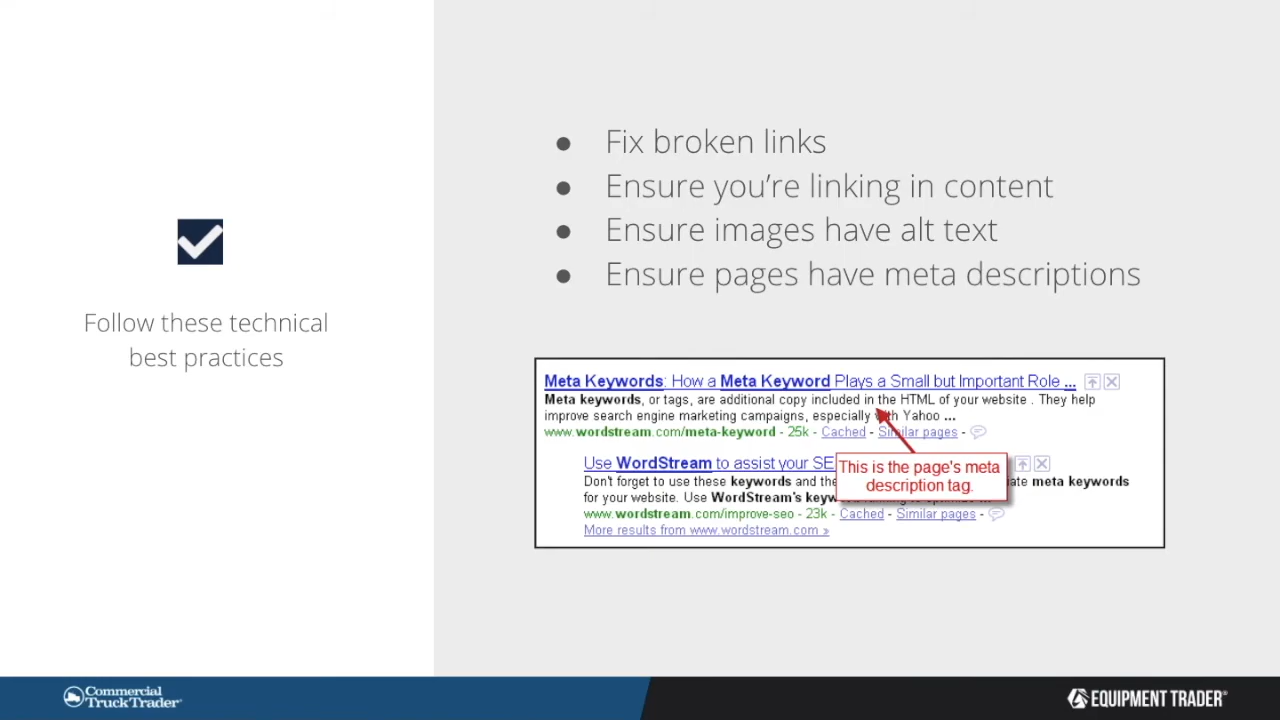 Follow these technical
best practices
● Fix broken links
● Ensure you’re linking in content
● Ensure images have alt text
● Ensure pages have meta descriptions
Meta Keywords: How a Meta Keyword Plays a Small but Important Role ...
Meta keywords, or tags, are additional copy included in the HTML of your website . They help
improve search engine marketing campaigns, especially Yahoo ...
www.wordstream.com/meta-keyword - 25k - Cached - Similar pages -
Use WordStream to assist your SE
This is the page's meta
description tag.
Don't forget to use these keywords and the meta keywords
for your website. Use WordStream's
www.wordstream.com/improve-seo - 23k - Cached - Similar pages -
More results from www.wordstream.com »
Commercial
Truck Trader
EQUIPMENT TRADER®